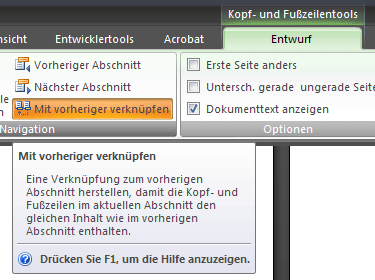 Kopf- und Fußzeilentools
nsicht Entwicklertools Acrobat Entwurf
Vorheriger Abschnitt
Nächster Abschnitt
le Mit vorheriger verknüpfen
Navigation
Erste Seite anders
Untersch. gerade ungerade Seite
Dokumenttext anzeigen
Optionen
Mit vorheriger verknüpfen
Eine Verknüpfung zum vorherigen
Abschnitt herstellen, damit die Kopf- und
Fußzeilen im aktuellen Abschnitt den
gleichen Inhalt wie im vorherigen
Abschnitt enthalten.
Drücken Sie F1, um die Hilfe anzuzeigen.